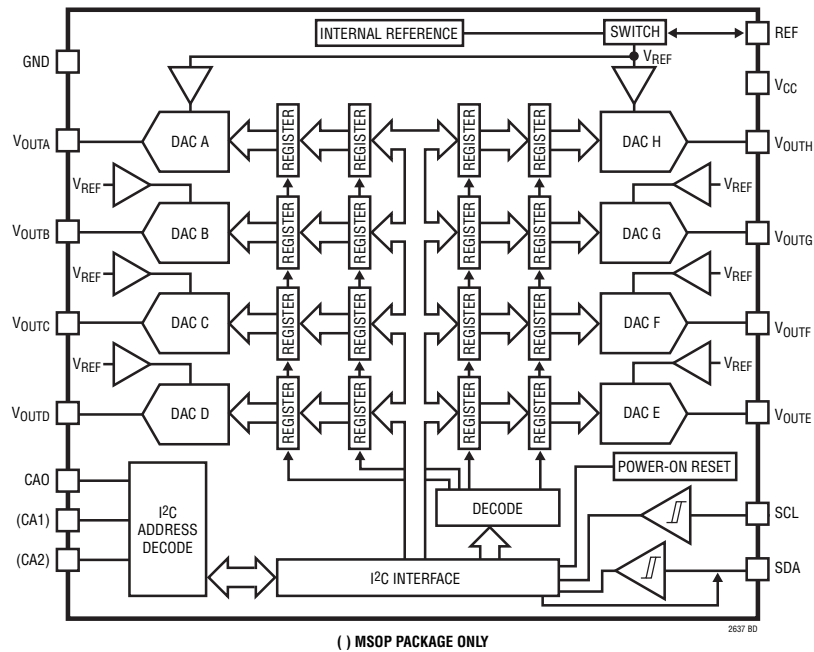 INTERNAL REFERENCE
SWITCH
REF
GND
VREF
VCC
VOUTA
DAC A
REGISTER
REGISTER
REGISTER
REGISTER
DAC H
VOUTH
VREF
VREF
VOUTB
DAC B
REGISTER
REGISTER
REGISTER
REGISTER
DAC G
VOUTG
VREF
VREF
VOUTC
DAC C
REGISTER
REGISTER
REGISTER
REGISTER
DAC F
VOUTF
VREF
VREF
VOUTD
DAC D
REGISTER
REGISTER
REGISTER
REGISTER
DAC E
VOUTE
POWER-ON RESET
CAO
(CA1)
(CA2)
I2C
ADDRESS
DECODE
DECODE
SCL
I2C INTERFACE
SDA
2637 BD
( ) MSOP PACKAGE ONLY